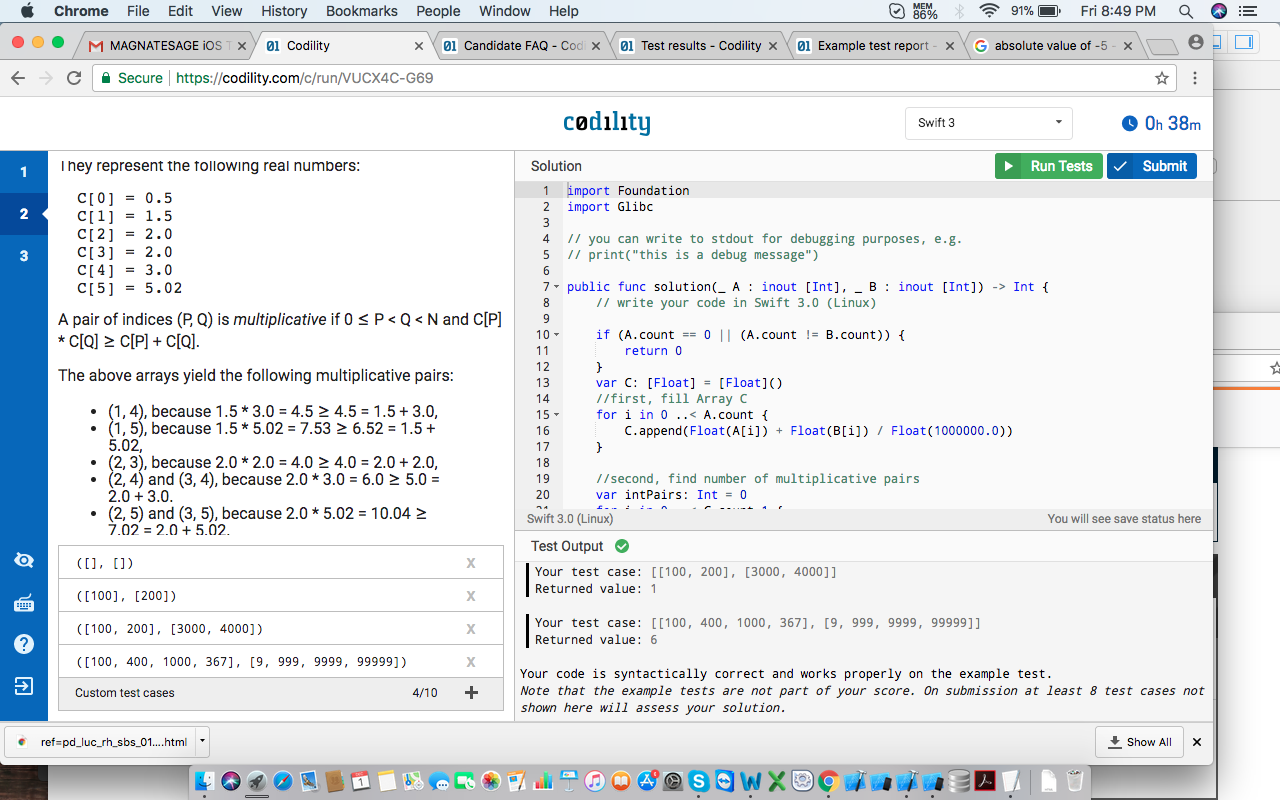 Chrome File Edit View History Bookmarks People Window Help MEM 86% 91% Fri 8:49 PM
MAGNATESAGE iOS T × Codility × Candidate FAQ - Codi × Test results - Codility × Example test report - × absolute value of -5 - ×
Secure https://codility.com/c/run/VUCX4C-G69
codility Swift 3 0h 38m
1
2
3
They represent the following real numbers:
C[0] = 0.5
C[1] = 1.5
C[2] = 2.0
C[3] = 2.0
C[4] = 3.0
C[5] = 5.02
A pair of indices (P, Q) is multiplicative if 0 ≤ P < Q < N and C[P]
* C[Q] ≥ C[P] + C[Q].
The above arrays yield the following multiplicative pairs:
• (1, 4), because 1.5 * 3.0 = 4.5 ≥ 4.5 = 1.5 + 3.0,
• (1, 5), because 1.5 * 5.02 = 7.53 ≥ 6.52 = 1.5 +
5.02,
• (2, 3), because 2.0 * 2.0 = 4.0 ≥ 4.0 = 2.0 + 2.0,
• (2, 4) and (3, 4), because 2.0 * 3.0 = 6.0 ≥ 5.0 =
2.0 + 3.0.
• (2, 5) and (3, 5), because 2.0 * 5.02 = 10.04 ≥
7.02 = 2.0 + 5.02.
([], []) X
([100], [200]) X
([100, 200], [3000, 4000]) X
([100, 400, 1000, 367], [9, 999, 9999, 99999]) X
Custom test cases 4/10 +
Solution Run Tests Submit
1 import Foundation
2 import Glibc
3
4 // you can write to stdout for debugging purposes, e.g.
5 // print("this is a debug message")
6
7 public func solution(_ A : inout [Int], _ B : inout [Int]) -> Int {
8 // write your code in Swift 3.0 (Linux)
9
10 if (A.count == 0 || (A.count != B.count)) {
11 return 0
12 }
13 var C: [Float] = [Float]()
14 //first, fill Array C
15 for i in 0 ..< A.count {
16 C.append(Float(A[i]) + Float(B[i]) / Float(1000000.0))
17 }
18
19 //second, find number of multiplicative pairs
20 var intPairs: Int = 0
Swift 3.0 (Linux) You will see save status here
Test Output
Your test case: [[100, 200], [3000, 4000]]
Returned value: 1
Your test case: [[100, 400, 1000, 367], [9, 999, 9999, 99999]]
Returned value: 6
Your code is syntactically correct and works properly on the example test.
Note that the example tests are not part of your score. On submission at least 8 test cases not
shown here will assess your solution.
ref=pd_luc_rh_sbs_01....html Show All ×